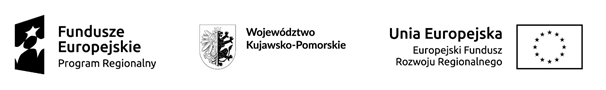 Fundusze
Europejskie
Program Regionalny
Województwo
Kujawsko-Pomorskie
Unia Europejska
Europejski Fundusz
Rozwoju Regionalnego